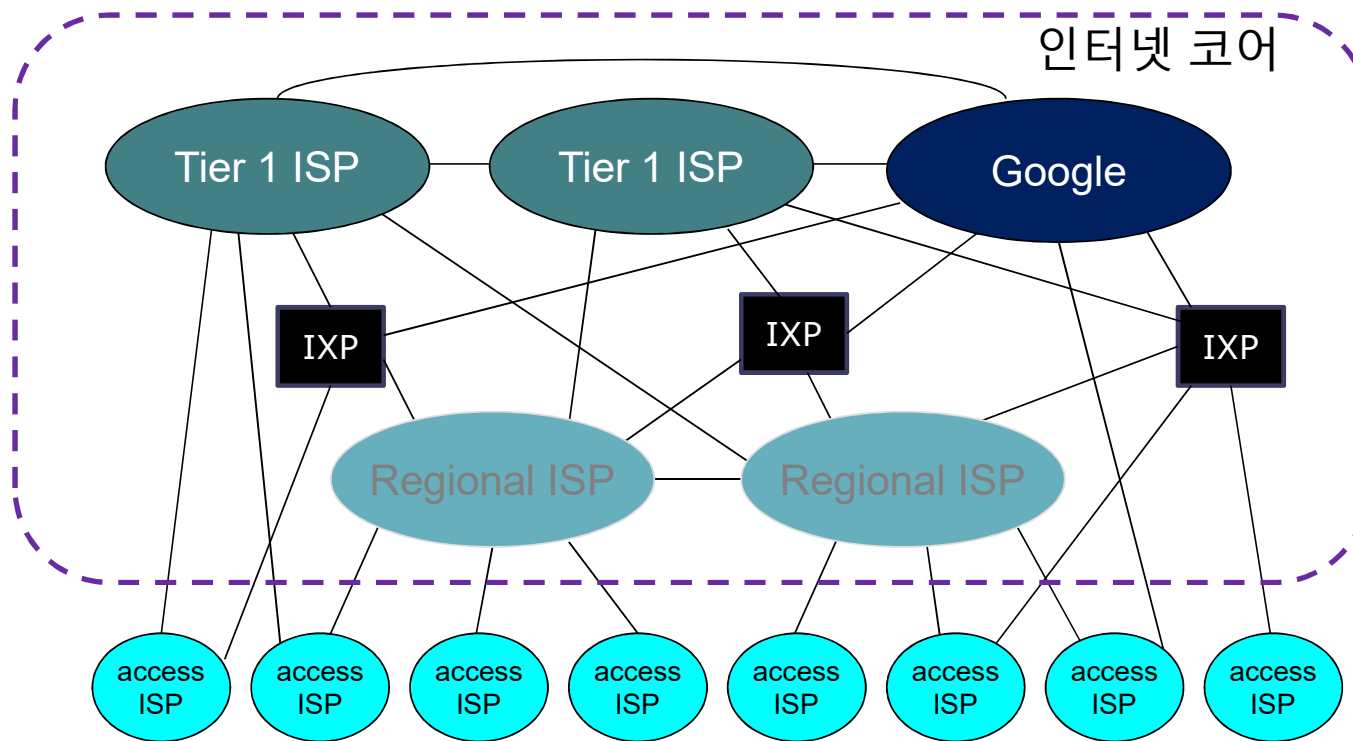 인터넷 코어
Tier 1 ISP
Tier 1 ISP
Google
IXP
IXP
IXP
Regional ISP
Regional ISP
access
ISP
access
ISP
access
ISP
access
ISP
access
ISP
access
ISP
access
ISP
access
ISP